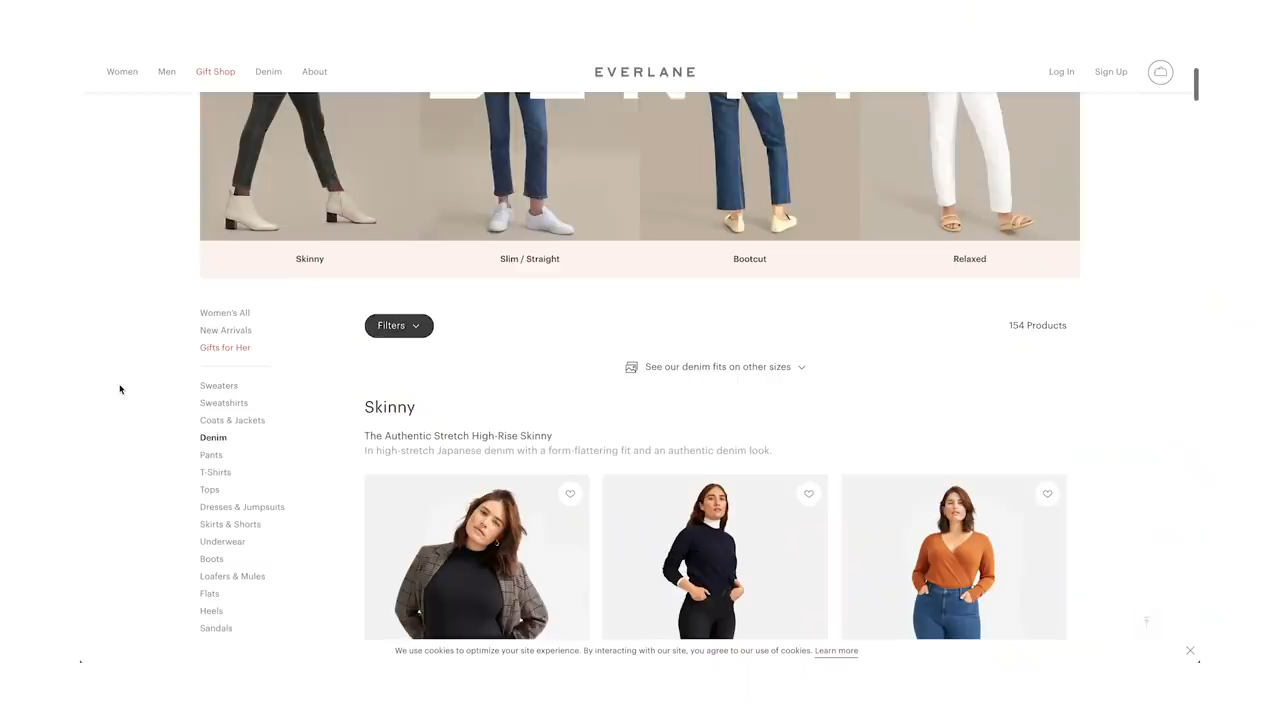 Women Men Gift Shop Denim About EVERLANE Log In Sign Up
Skinny Slim / Straight Bootcut Relaxed
Women's All
New Arrivals
Gifts for Her
Sweaters
Sweatshirts
Coats & Jackets
Denim
Pants
T-Shirts
Tops
Dresses & Jumpsuits
Skirts & Shorts
Underwear
Boots
Loafers & Mules
Flats
Heels
Sandals
Filters 154 Products
See our denim fits on other sizes
Skinny
The Authentic Stretch High-Rise Skinny
In high-stretch Japanese denim with a form-flattering fit and an authentic denim look.
We use cookies to optimize your site experience. By interacting with our site, you agree to our use of cookies. Learn more